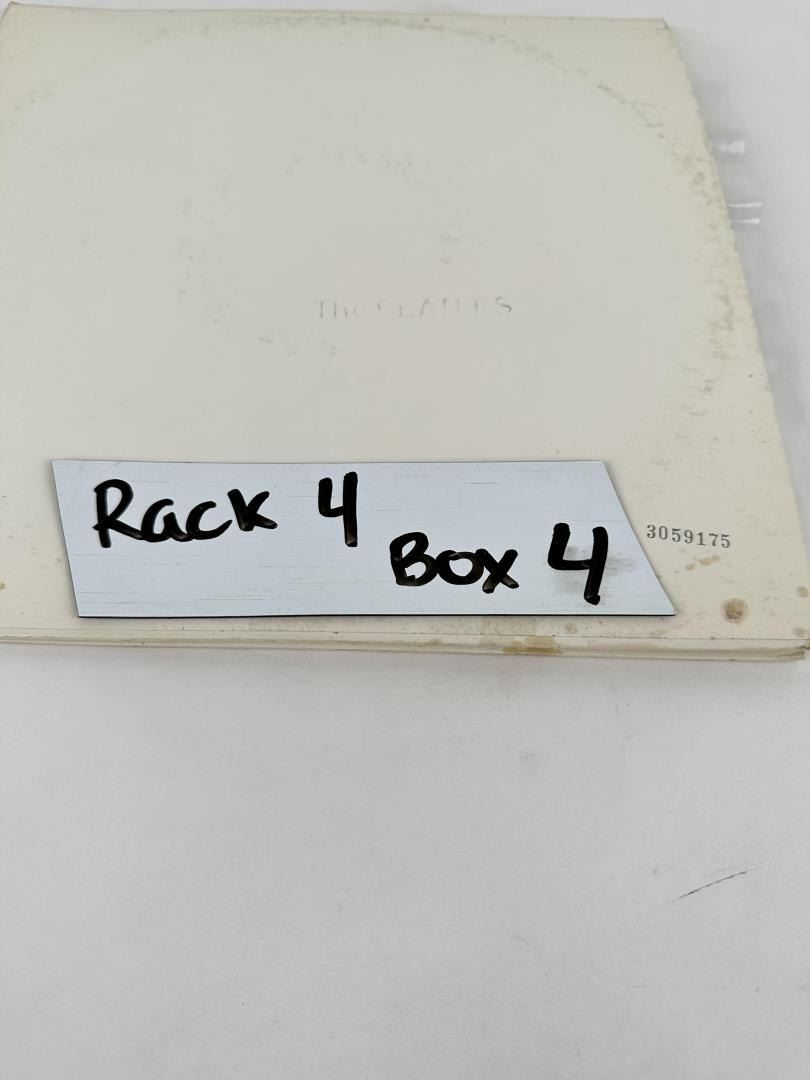 The BEATLES
Rack 4
3059175
Box 4